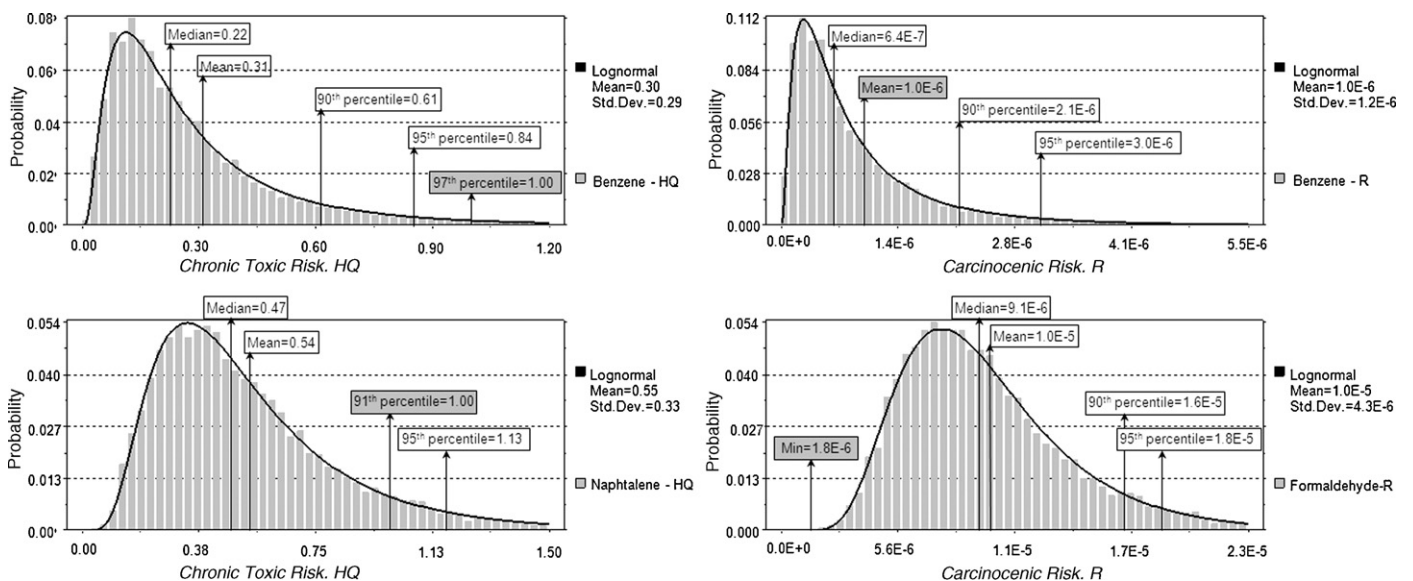 0.08
0.06
0.04
0.02
0.00
Probability
Median=0.22
Mean=0.31
90th percentile=0.61
95th percentile=0.84
97th percentile=1.00
0.00 0.30 0.60 0.90 1.20
Chronic Toxic Risk. HQ
Lognormal
Mean=0.30
Std.Dev.=0.29
Benzene - HQ
0.112
0.084
0.056
0.028
0.000
Probability
Median=6.4E-7
Mean=1.0E-6
90th percentile=2.1E-6
95th percentile=3.0E-6
0.0E+0 1.4E-6 2.8E-6 4.1E-6 5.5E-6
Carcinocenic Risk. R
Lognormal
Mean=1.0E-6
Std.Dev.=1.2E-6
Benzene - R
0.054
0.040
0.027
0.013
0.000
Probability
Median=0.47
Mean=0.54
91th percentile=1.00
95th percentile=1.13
0.00 0.38 0.75 1.13 1.50
Chronic Toxic Risk. HQ
Lognormal
Mean=0.55
Std.Dev.=0.33
Naphtalene - HQ
0.054
0.040
0.027
0.013
0.000
Probability
Median=9.1E-6
Mean=1.0E-5
90th percentile=1.6E-5
95th percentile=1.8E-5
Min=1.8E-6
0.0E+0 5.6E-6 1.1E-5 1.7E-5 2.3E-5
Carcinocenic Risk. R
Lognormal
Mean=1.0E-5
Std.Dev.=4.3E-6
Formaldehyde-R